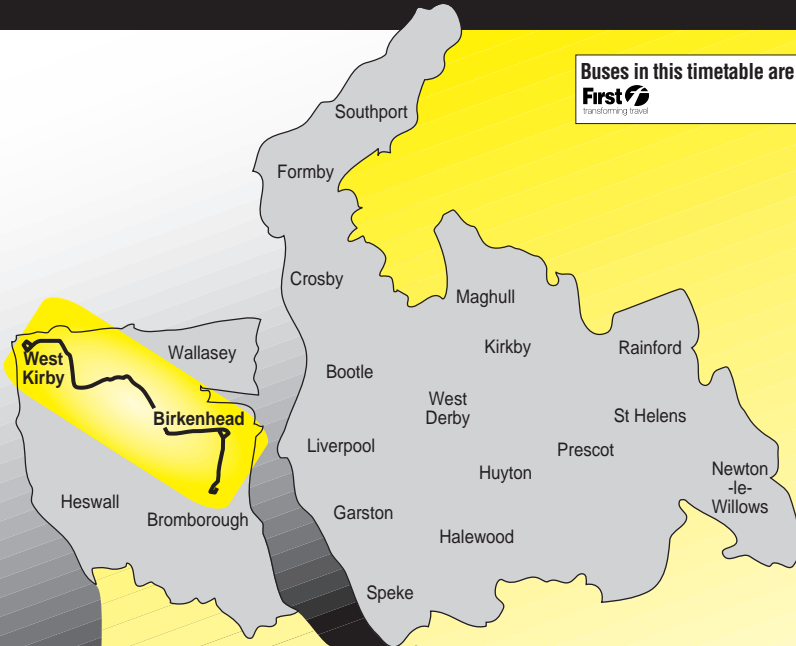 Buses in this timetable are
First
transforming travel
Southport
Formby
Crosby
Maghull
Kirkby
Rainford
Wallasey
West
Kirby
Bootle
West
Derby
St Helens
Birkenhead
Liverpool
Prescot
Huyton
Newton
-le-
Willows
Heswall
Bromborough
Garston
Halewood
Speke